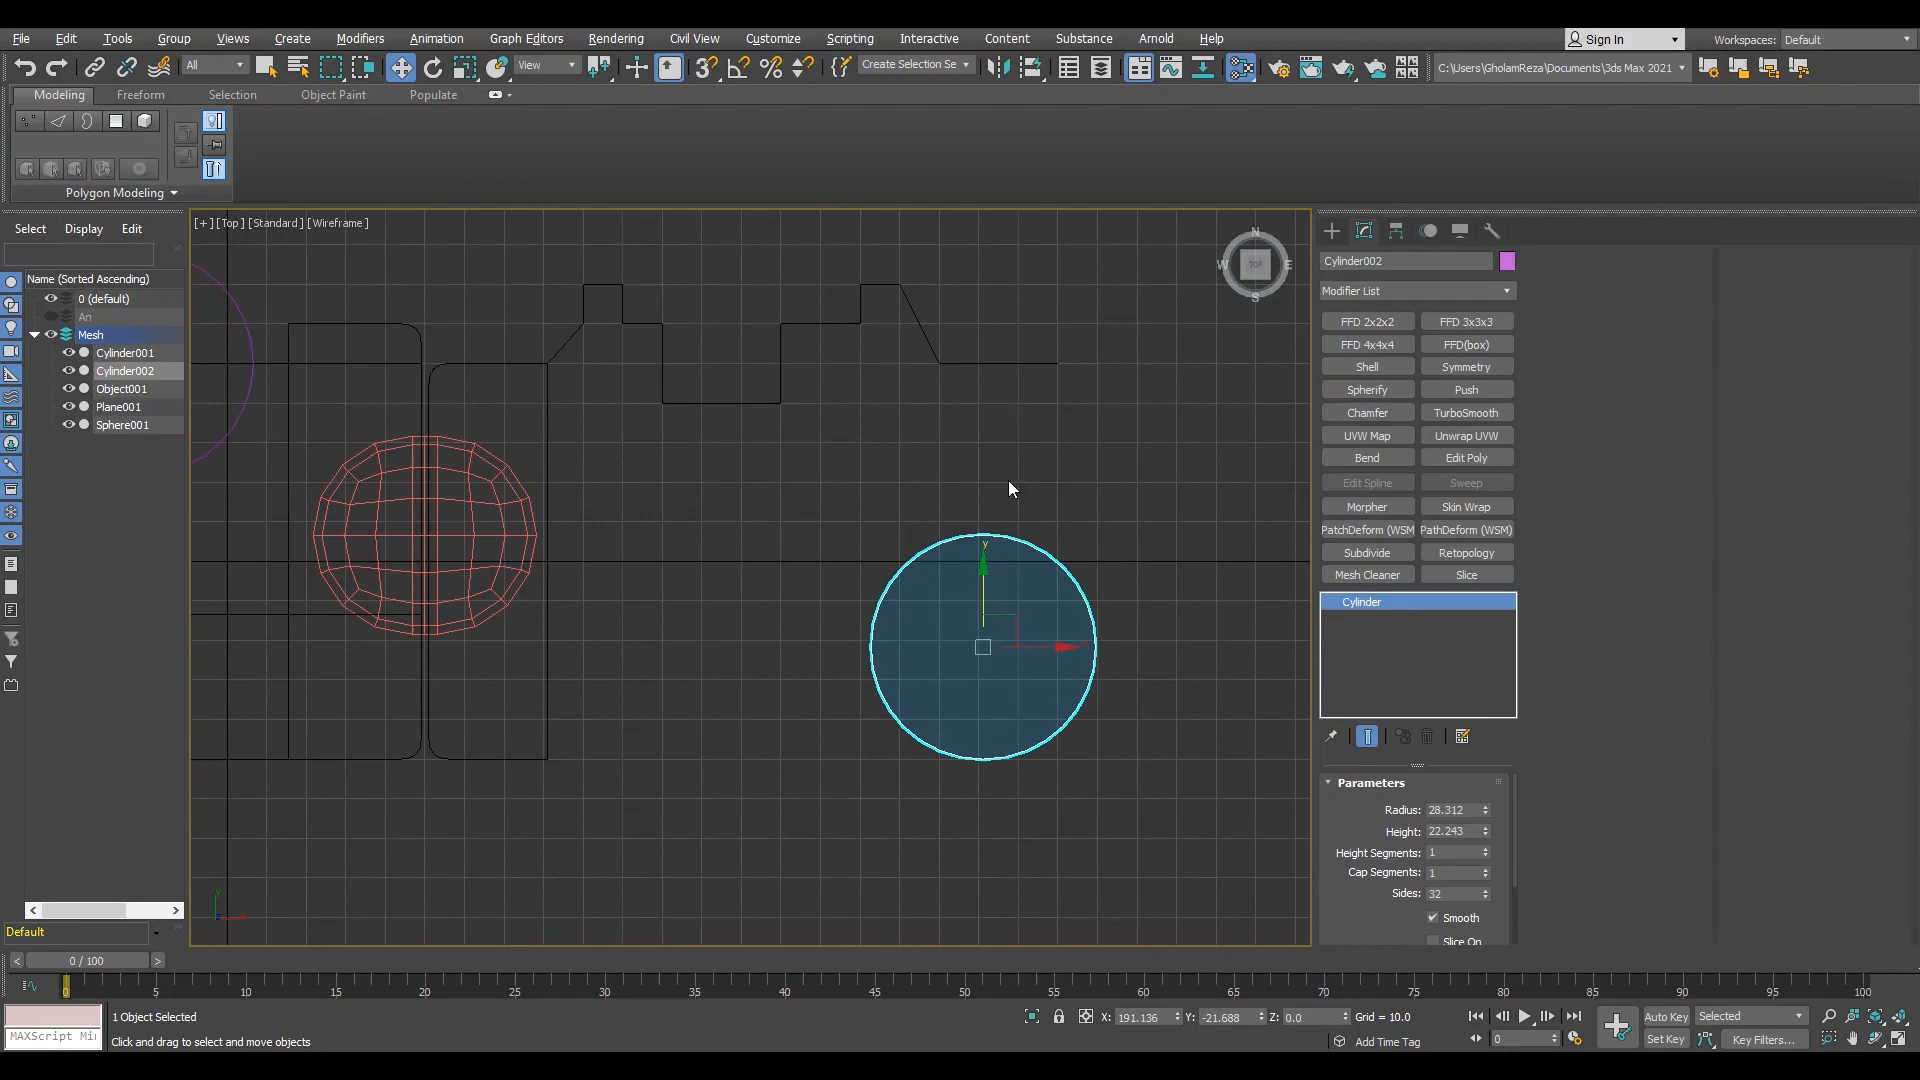 File Edit Tools Group Views Create Modifiers Animation Graph Editors Rendering Civil View Customize Scripting Interactive Content Substance Arnold Help Sign In Workspaces: Default
All View Create Selection Se C:\Users\GholamReza\Documents\3ds Max 2021
Modeling Freeform Selection Object Paint Populate
Polygon Modeling
Select Display Edit
[+] [Top] [Standard] [Wireframe]
Name (Sorted Ascending)
0 (default)
An
Mesh
Cylinder001
Cylinder002
Object001
Plane001
Sphere001
N
W TOP E
S
y
Cylinder002
Modifier List
FFD 2x2x2 FFD 3x3x3
FFD 4x4x4 FFD(box)
Shell Symmetry
Spherify Push
Chamfer TurboSmooth
UVW Map Unwrap UVW
Bend Edit Poly
Edit Spline Sweep
Morpher Skin Wrap
PatchDeform (WSM PathDeform (WSM)
Subdivide Retopology
Mesh Cleaner Slice
Cylinder
Parameters
Radius: 28.312
Height: 22.243
Height Segments: 1
Cap Segments: 1
Sides: 32
Smooth
Slice On
Default
0 / 100
0 5 10 15 20 25 30 35 40 45 50 55 60 65 70 75 80 85 90 95 100
1 Object Selected X: 191.136 Y: -21.688 Z: 0.0 Grid = 10.0 Auto Key Selected
MAXScript Mi Click and drag to select and move objects Add Time Tag 0 Set Key Key Filters...